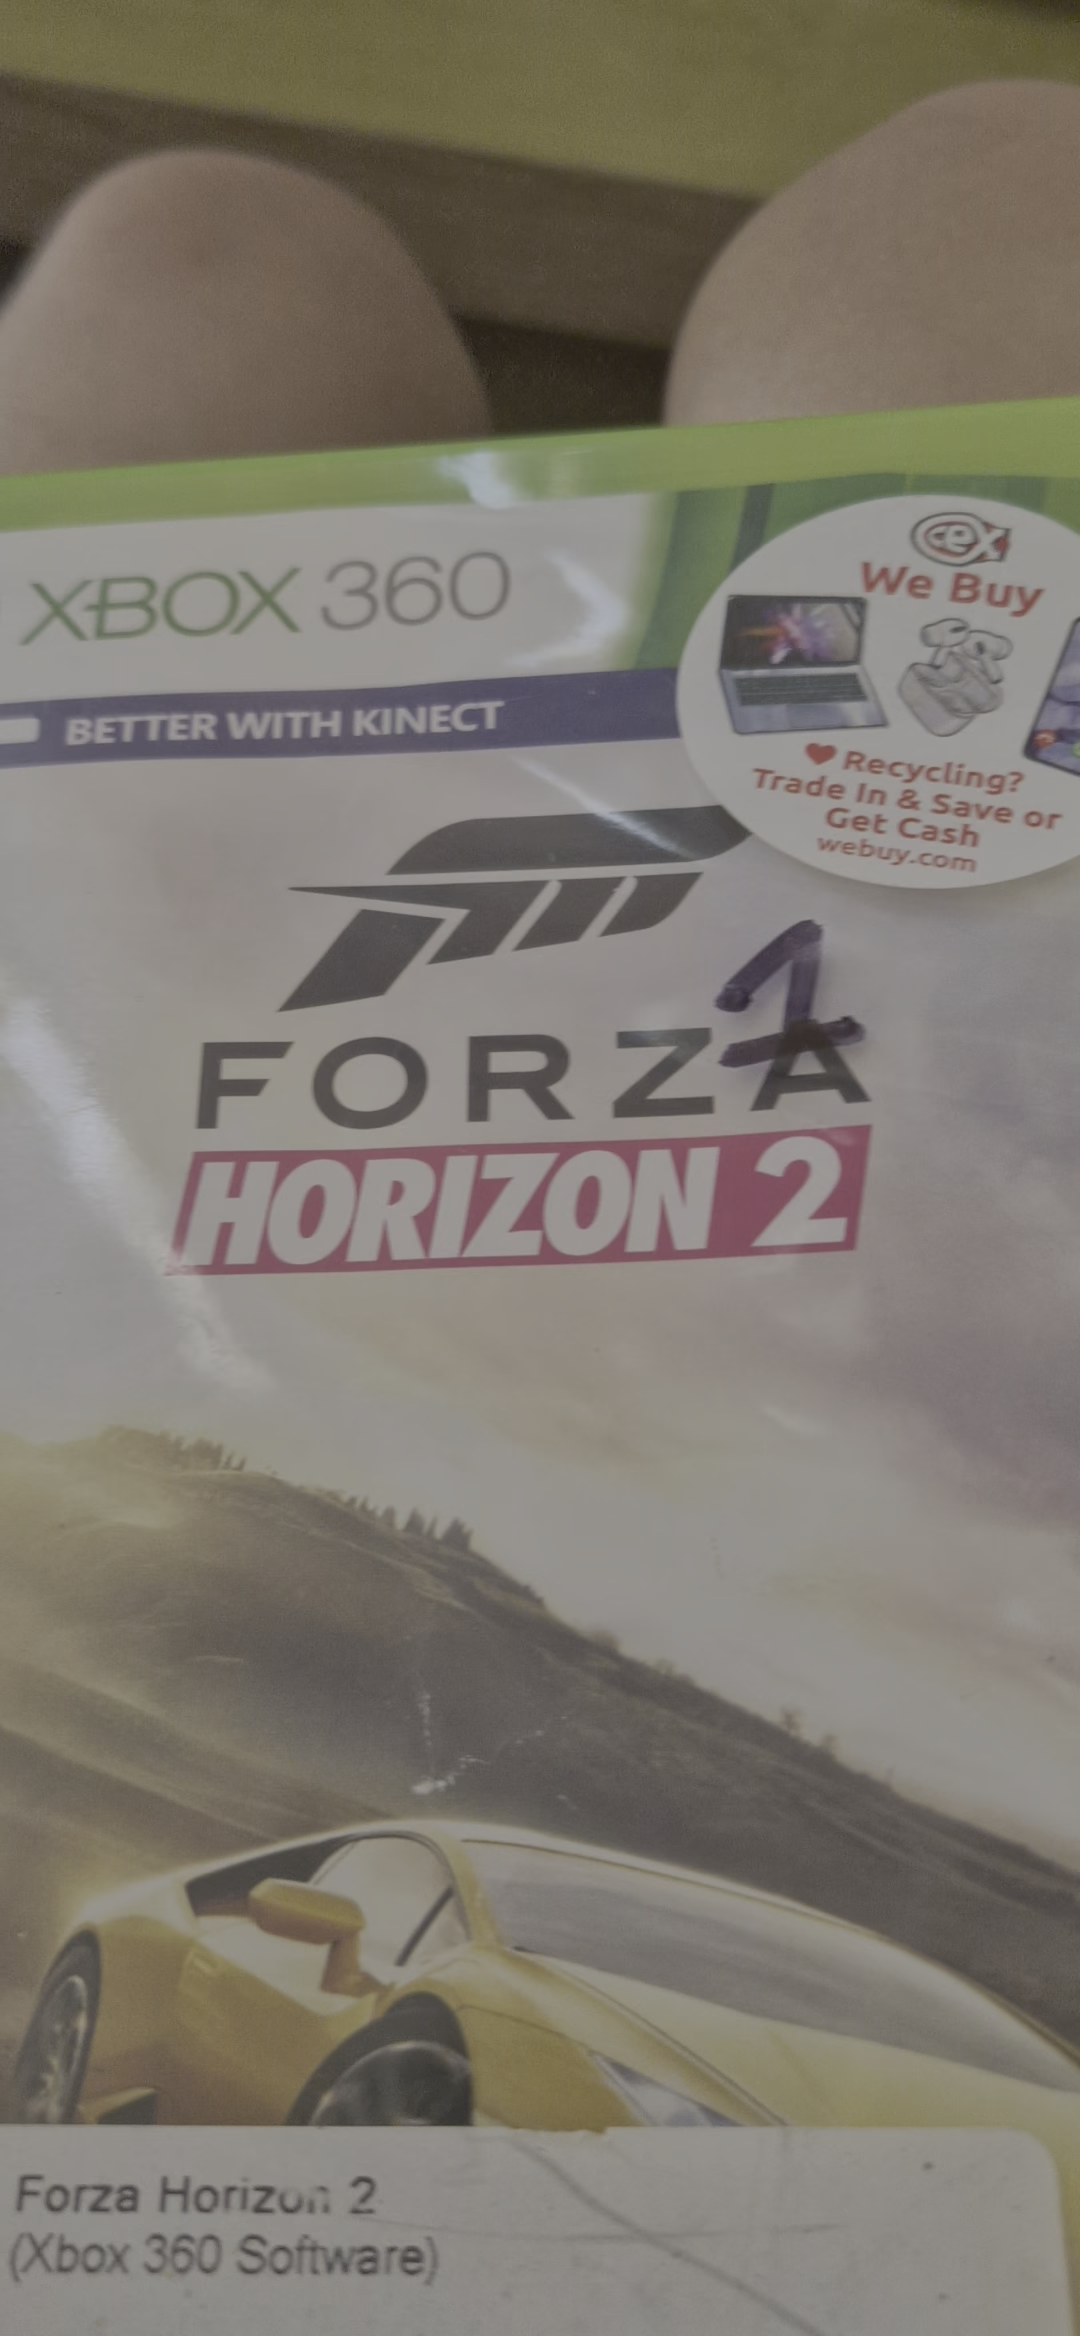 XBOX 360
BETTER WITH KINECT
cex
We Buy
♥ Recycling?
Trade In & Save or
Get Cash
webuy.com
1
FORZA
HORIZON 2
Forza Horizon 2
(Xbox 360 Software)